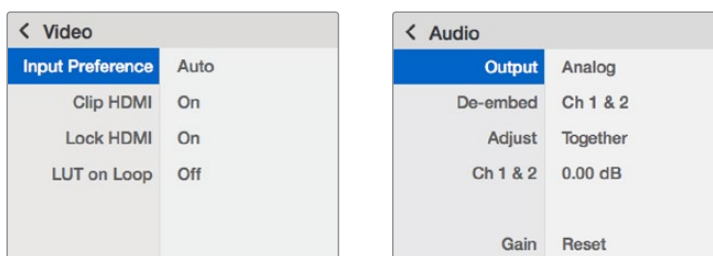 < Video
Input Preference Auto
Clip HDMI On
Lock HDMI On
LUT on Loop Off
< Audio
Output Analog
De-embed Ch 1 & 2
Adjust Together
Ch 1 & 2 0.00 dB
Gain Reset